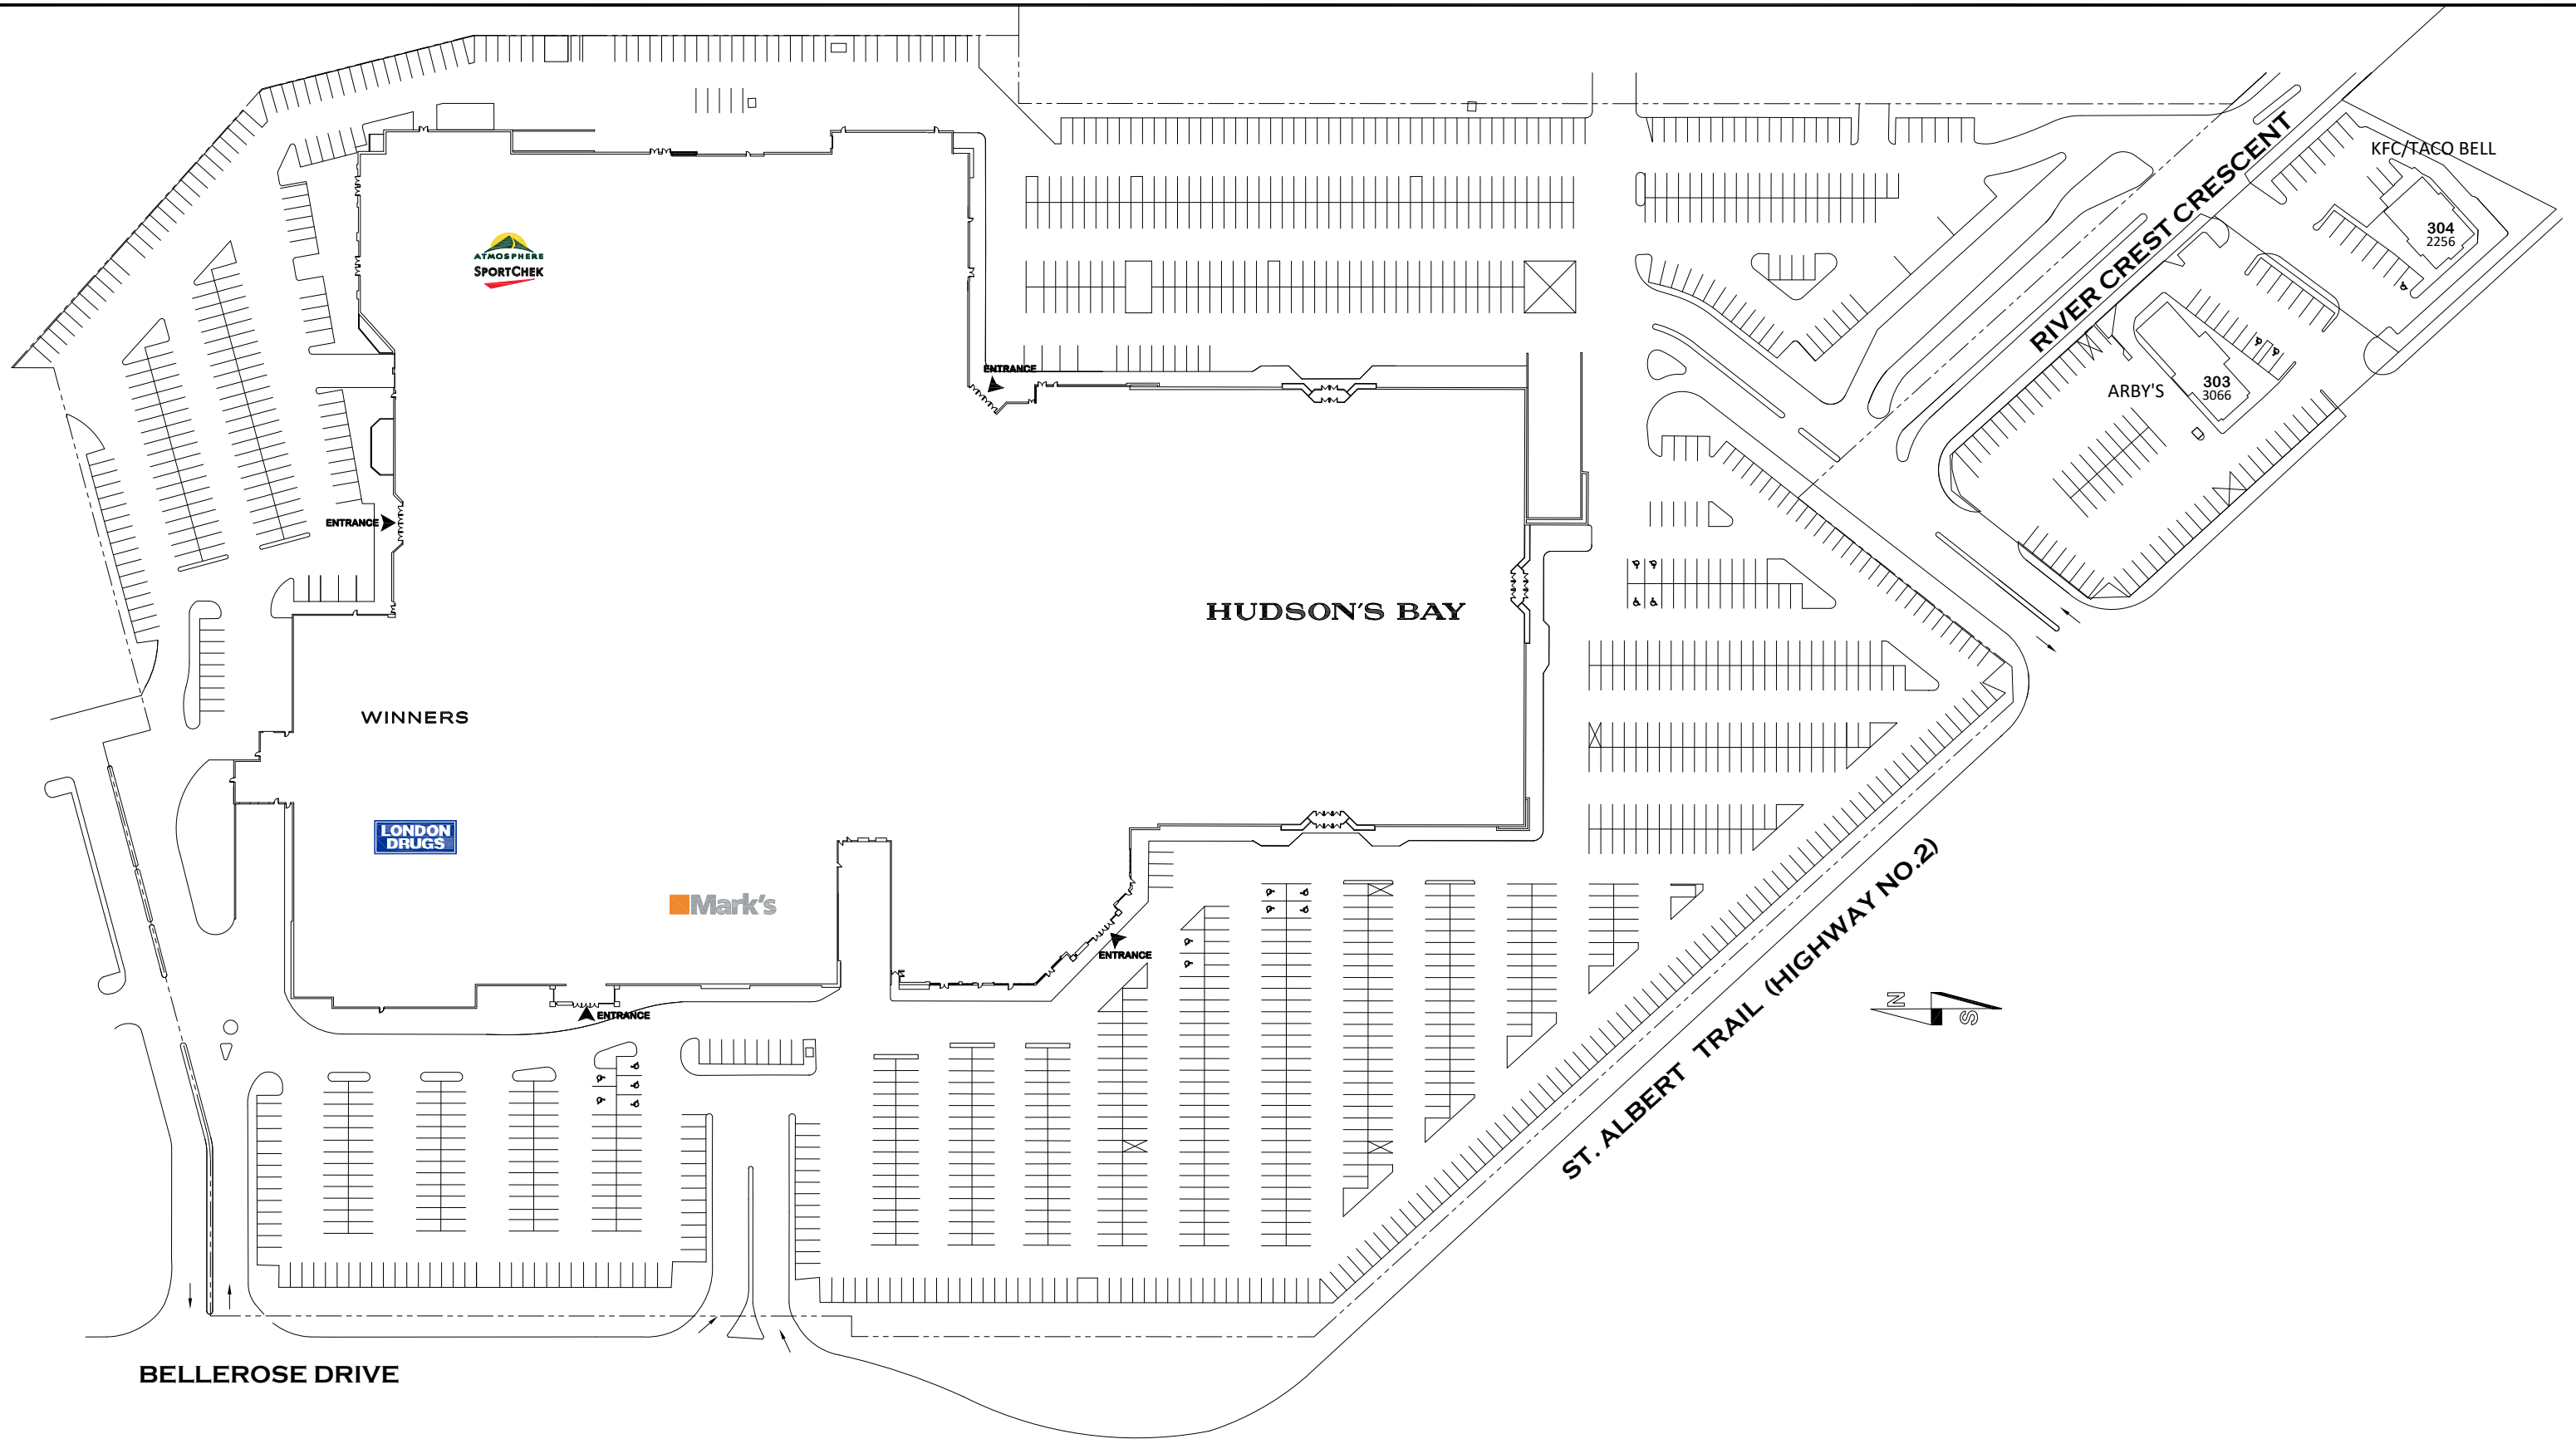 KFC/TACO BELL
304
2256
RIVER CREST CRESCENT
ATMOSPHERE
SPORTCHEK
ENTRANCE
ARBY'S
303
3066
ENTRANCE
HUDSON'S BAY
WINNERS
LONDON
DRUGS
Mark's
ENTRANCE
ENTRANCE
ST. ALBERT TRAIL (HIGHWAY NO.2)
N
S
BELLEROSE DRIVE